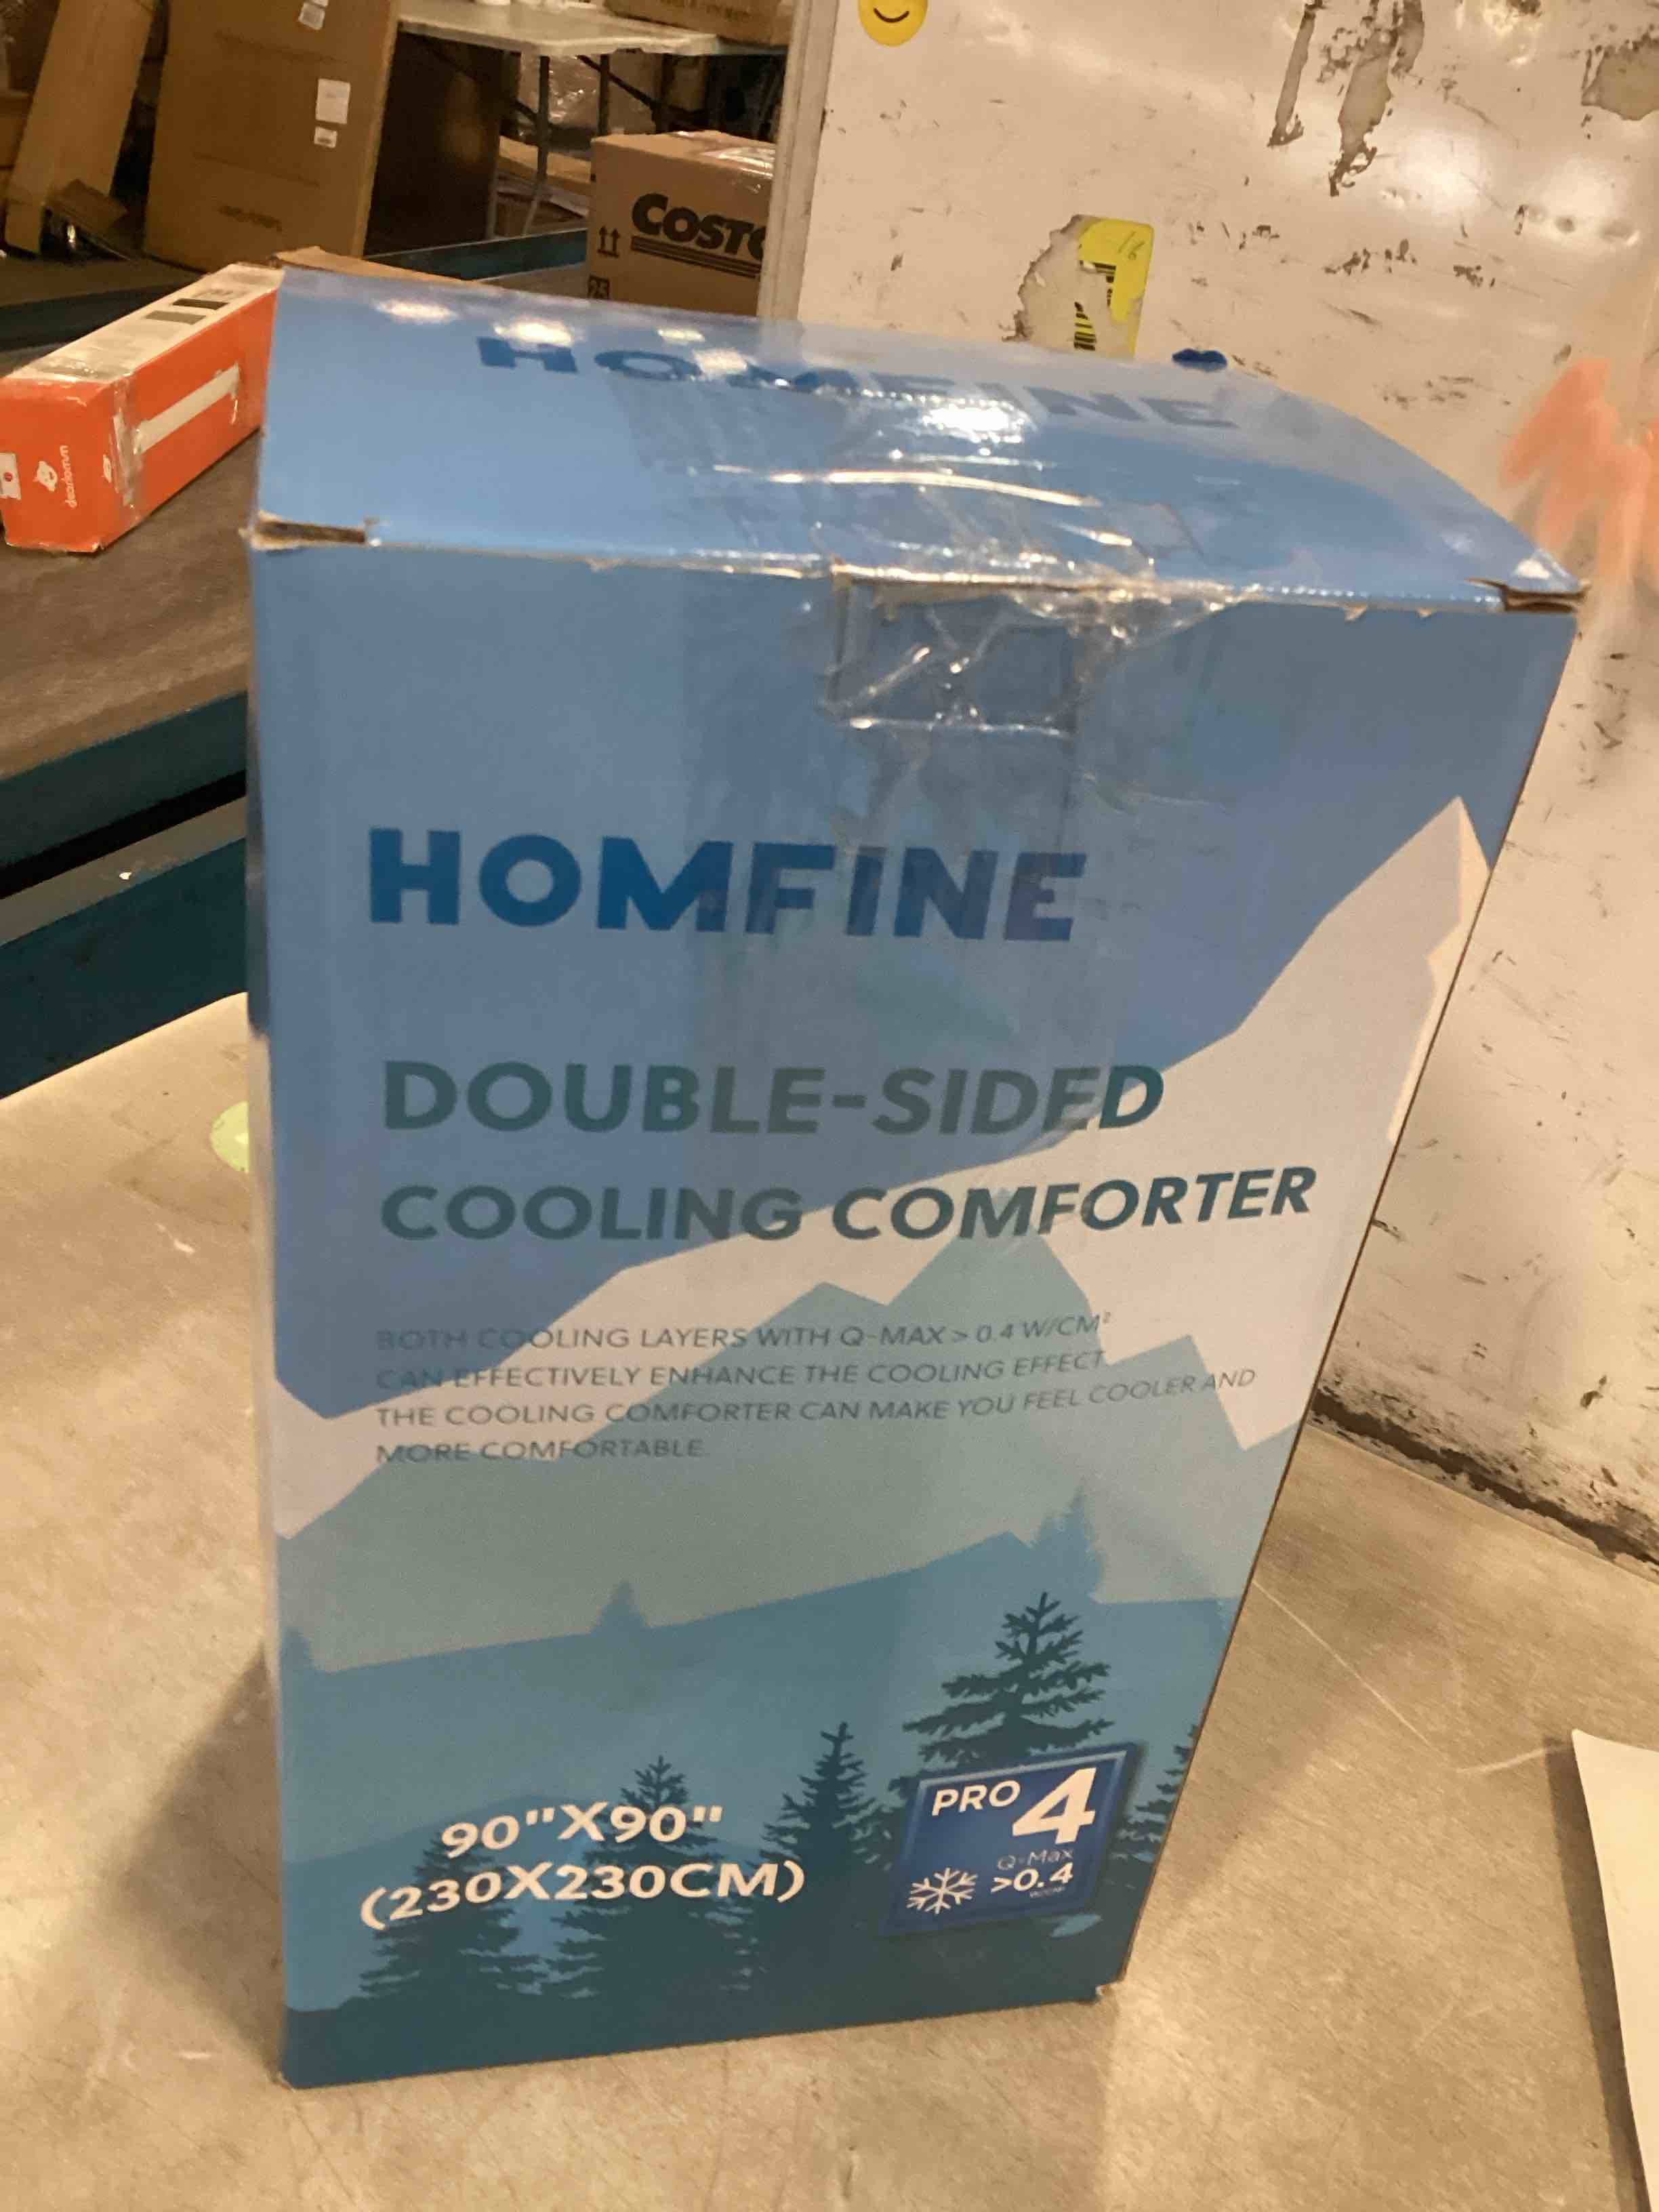 COSTC
16
dearlomm
HOMFINE
HOMFINE
DOUBLE-SIDED
COOLING COMFORTER
BOTH COOLING LAYERS WITH Q-MAX > 0.4 W/CM²
CAN EFFECTIVELY ENHANCE THE COOLING EFFECT.
THE COOLING COMFORTER CAN MAKE YOU FEEL COOLER AND
MORE COMFORTABLE.
90"X90"
(230X230CM)
PRO 4
Q-Max
>0.4